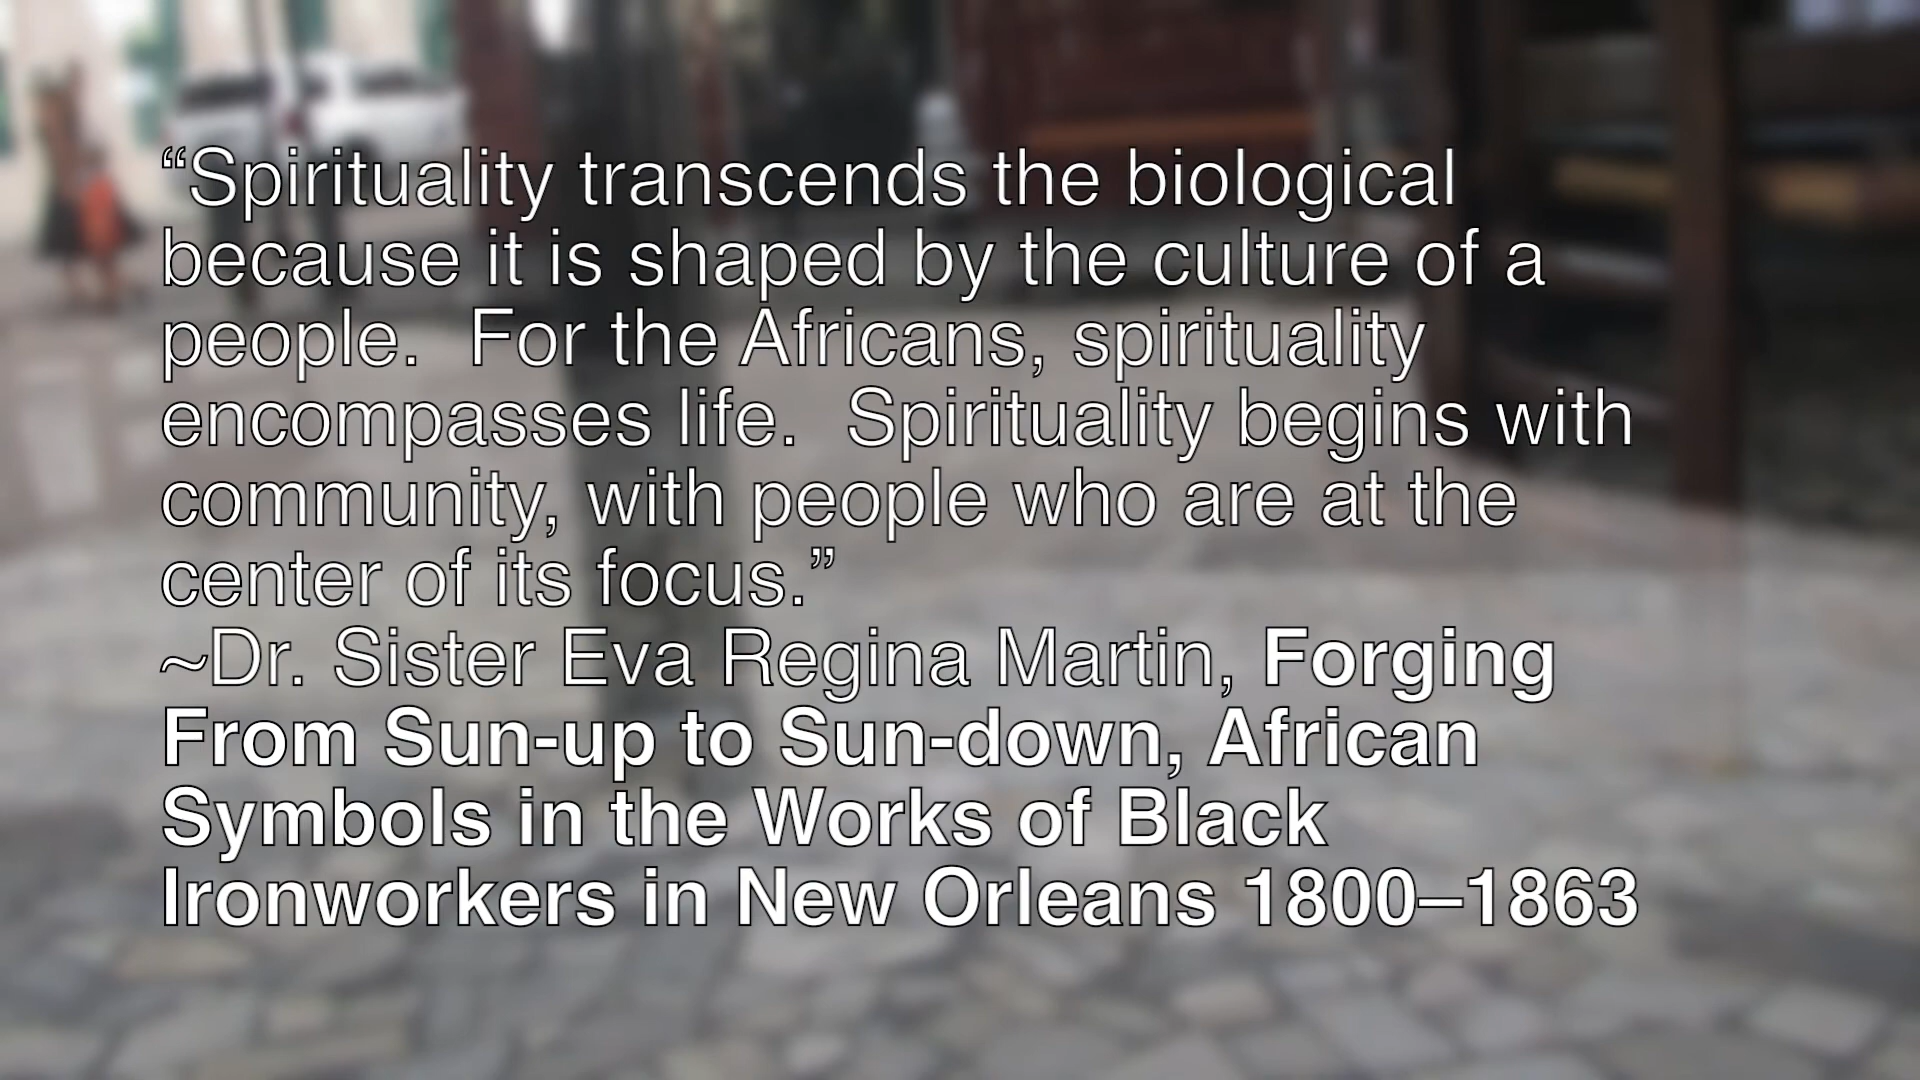 “Spirituality transcends the biological
because it is shaped by the culture of a
people.  For the Africans, spirituality
encompasses life.  Spirituality begins with
community, with people who are at the
center of its focus.”
~Dr. Sister Eva Regina Martin, Forging
From Sun-up to Sun-down, African
Symbols in the Works of Black
Ironworkers in New Orleans 1800–1863